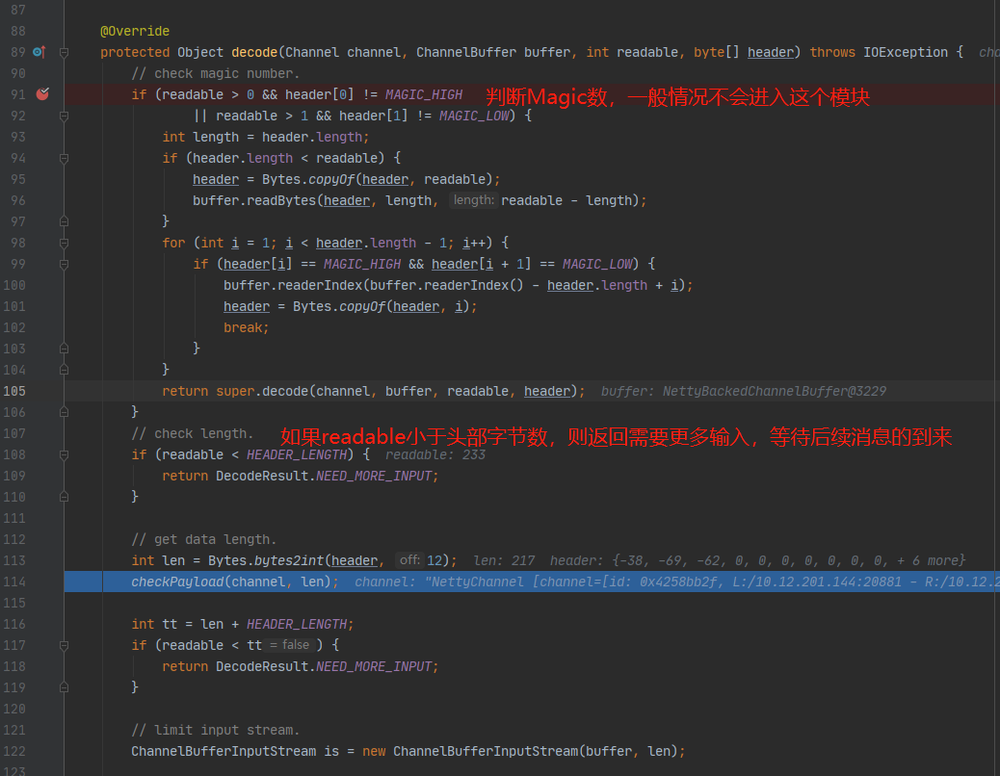 87
88 @Override
89 protected Object decode(Channel channel, ChannelBuffer buffer, int readable, byte[] header) throws IOException {
90 // check magic number.
91 if (readable > 0 && header[0] != MAGIC_HIGH 判断Magic数，一般情况不会进入这个模块
92 || readable > 1 && header[1] != MAGIC_LOW) {
93 int length = header.length;
94 if (header.length < readable) {
95 header = Bytes.copyOf(header, readable);
96 buffer.readBytes(header, length, length: readable - length);
97 }
98 for (int i = 1; i < header.length - 1; i++) {
99 if (header[i] == MAGIC_HIGH && header[i + 1] == MAGIC_LOW) {
100 buffer.readerIndex(buffer.readerIndex() - header.length + i);
101 header = Bytes.copyOf(header, i);
102 break;
103 }
104 }
105 return super.decode(channel, buffer, readable, header); buffer: NettyBackedChannelBuffer@3229
106 }
107 // check length. 如果readable小于头部字节数，则返回需要更多输入，等待后续消息的到来
108 if (readable < HEADER_LENGTH) { readable: 233
109 return DecodeResult.NEED_MORE_INPUT;
110 }
111
112 // get data length.
113 int len = Bytes.bytes2int(header, off: 12); len: 217 header: {-38, -69, -62, 0, 0, 0, 0, 0, 0, 0, + 6 more}
114 checkPayload(channel, len); channel: "NettyChannel [channel=[id: 0x4258bb2f, L:/10.12.201.144:20881 - R:/10.12.2
115
116 int tt = len + HEADER_LENGTH;
117 if (readable < tt = false ) {
118 return DecodeResult.NEED_MORE_INPUT;
119 }
120
121 // limit input stream.
122 ChannelBufferInputStream is = new ChannelBufferInputStream(buffer, len);
123